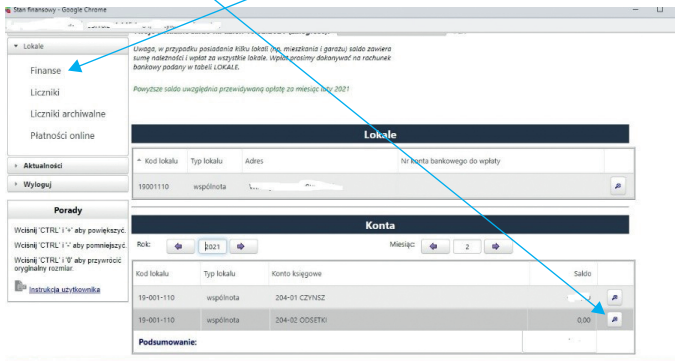 Stan finansowy - Google Chrome
Lokale
Finanse
Liczniki
Liczniki archiwalne
Płatności online
Aktualności
Wyloguj
Porady
Wciśnij 'CTRL' i '+' aby powiększyć.
Wciśnij 'CTRL' i '-' aby pomniejszyć.
Wciśnij 'CTRL' i '0' aby przywrócić
oryginalny rozmiar.
Instrukcja użytkownika
Uwaga, w przypadku posiadania kilku lokali (np. mieszkania i garażu) saldo zawiera
sumę należności i wpłat za wszystkie lokale. Wpłat prosimy dokonywać na rachunek
bankowy podany w tabeli LOKALE.
Powyższe saldo uwzględnia przewidywaną opłatę za miesiąc luty 2021
Lokale
Kod lokalu Typ lokalu Adres Nr konta bankowego do wpłaty
19001110 wspólnota
Konta
Rok: 2021 Miesiąc: 2
Kod lokalu Typ lokalu Konto księgowe Saldo
19-001-110 wspólnota 204-01 CZYNSZ
19-001-110 wspólnota 204-02 ODSETKI 0,00
Podsumowanie: